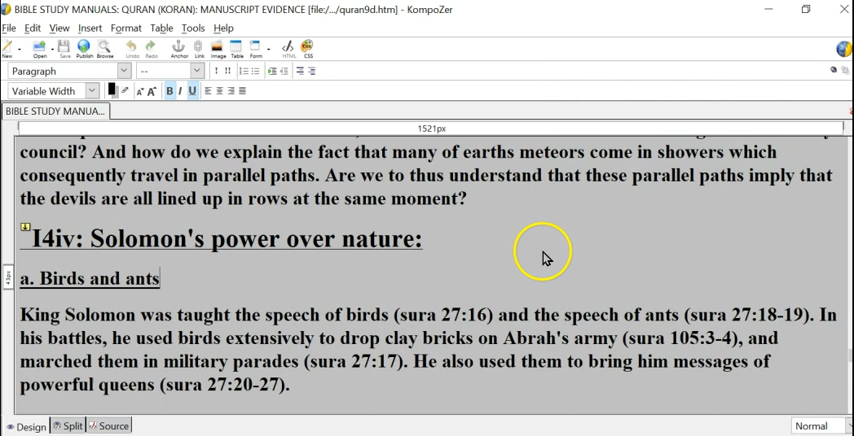 BIBLE STUDY MANUALS: QURAN (KORAN): MANUSCRIPT EVIDENCE [file:/.../quran9d.htm] - KompoZer
File Edit View Insert Format Table Tools Help
New Open Save Publish Browse Undo Redo Anchor Link Image Table Form HTML CSS
Paragraph --
Variable Width A A B I U
BIBLE STUDY MANUA...
1521px
council? And how do we explain the fact that many of earths meteors come in showers which
consequently travel in parallel paths. Are we to thus understand that these parallel paths imply that
the devils are all lined up in rows at the same moment?
I4iv: Solomon's power over nature:
a. Birds and ants
43px
King Solomon was taught the speech of birds (sura 27:16) and the speech of ants (sura 27:18-19). In
his battles, he used birds extensively to drop clay bricks on Abrah's army (sura 105:3-4), and
marched them in military parades (sura 27:17). He also used them to bring him messages of
powerful queens (sura 27:20-27).
Design Split Source Normal